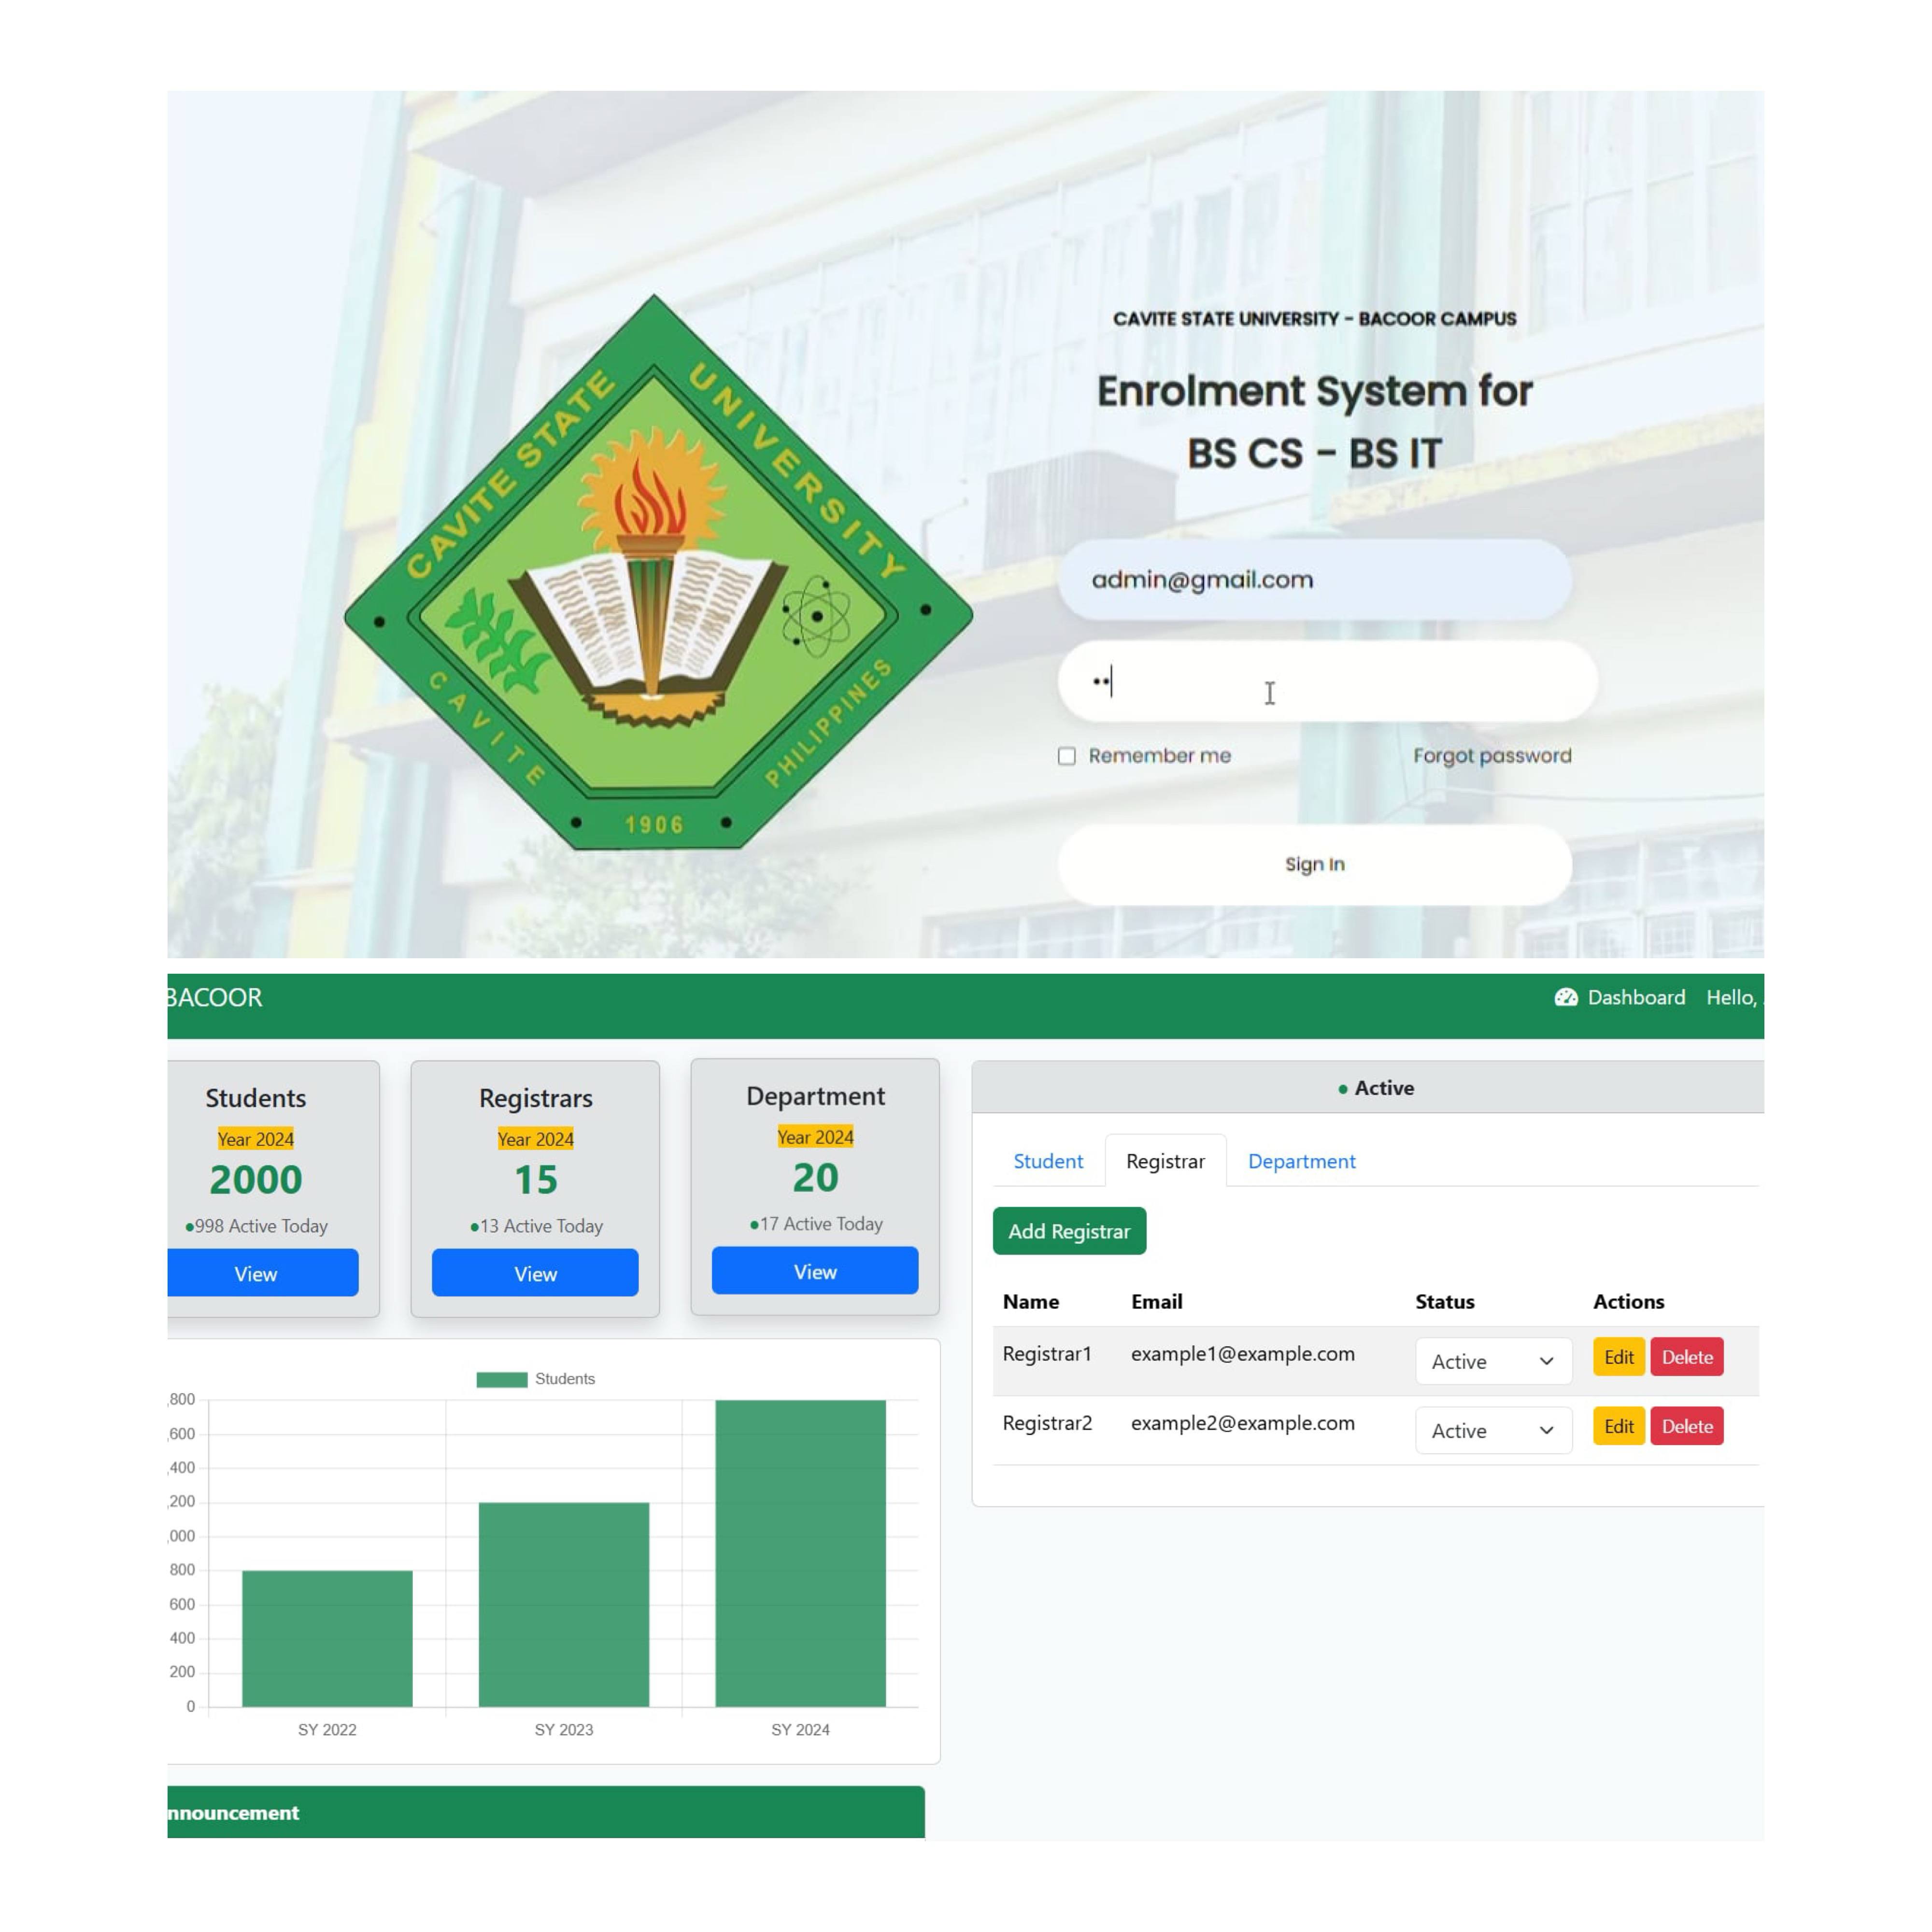 CAVITE STATE UNIVERSITY
CAVITE PHILIPPINES
1906
CAVITE STATE UNIVERSITY - BACOOR CAMPUS
Enrolment System for
BS CS - BS IT
admin@gmail.com
••
Remember me
Forgot password
Sign In
BACOOR
Dashboard
Hello,
Students
Year 2024
2000
•998 Active Today
View
Registrars
Year 2024
15
•13 Active Today
View
Department
Year 2024
20
•17 Active Today
View
• Active
Student
Registrar
Department
Add Registrar
Name Email Status Actions
Registrar1 example1@example.com Active Edit Delete
Registrar2 example2@example.com Active Edit Delete
Students
,800
,600
,400
,200
,000
800
600
400
200
0
SY 2022
SY 2023
SY 2024
nnouncement